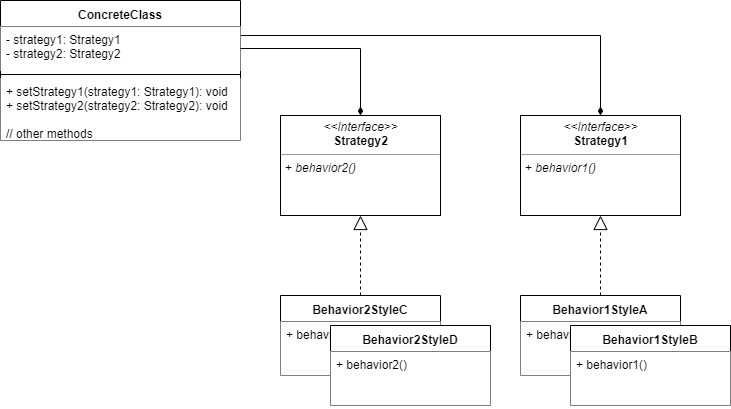 ConcreteClass
- strategy1: Strategy1
- strategy2: Strategy2
+ setStrategy1(strategy1: Strategy1): void
+ setStrategy2(strategy2: Strategy2): void
// other methods
<<Interface>>
Strategy2
+ behavior2()
<<Interface>>
Strategy1
+ behavior1()
Behavior2StyleC
+ behav
Behavior2StyleD
+ behavior2()
Behavior1StyleA
+ behav
Behavior1StyleB
+ behavior1()